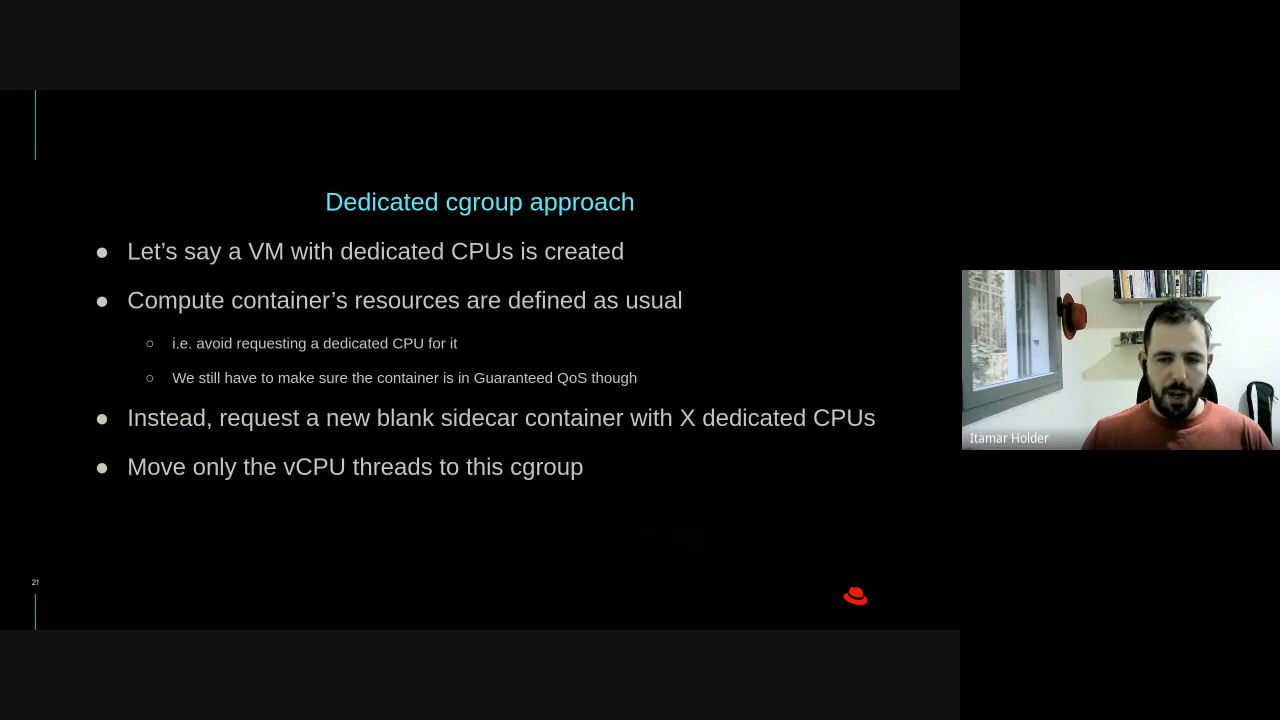 Dedicated cgroup approach
● Let’s say a VM with dedicated CPUs is created
● Compute container’s resources are defined as usual
○ i.e. avoid requesting a dedicated CPU for it
○ We still have to make sure the container is in Guaranteed QoS though
● Instead, request a new blank sidecar container with X dedicated CPUs
● Move only the vCPU threads to this cgroup
21
Itamar Holder